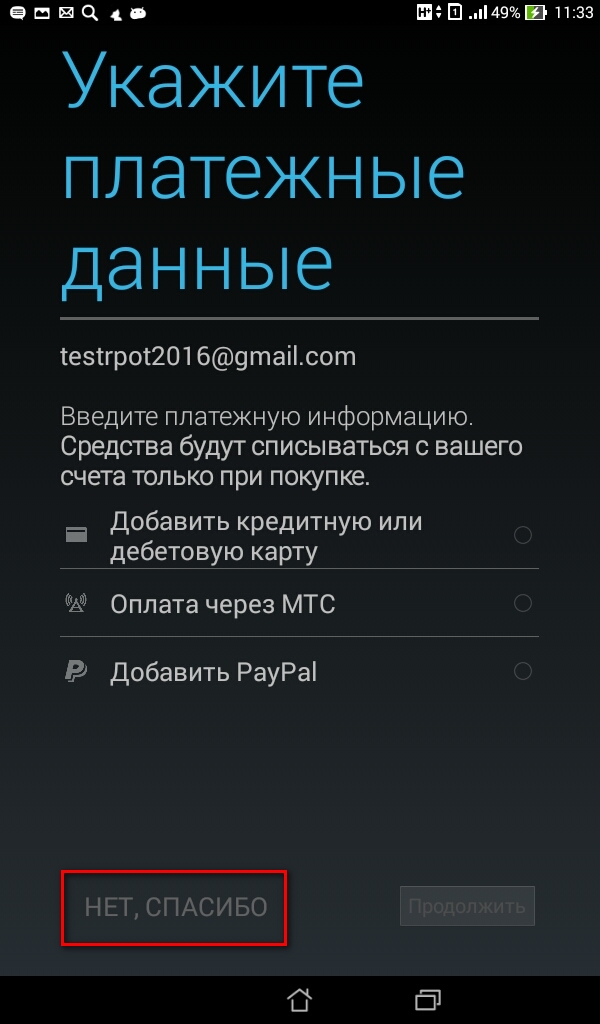 49% 11:33
Укажите
платежные
данные
testrpot2016@gmail.com
Введите платежную информацию.
Средства будут списываться с вашего
счета только при покупке.
Добавить кредитную или
дебетовую карту
Оплата через МТС
Добавить PayPal
НЕТ, СПАСИБО
Продолжить